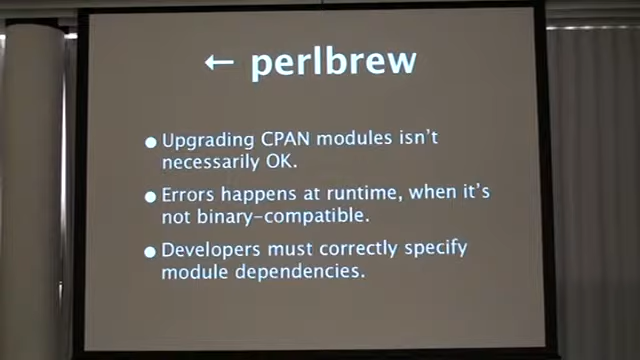 ← perlbrew
● Upgrading CPAN modules isn't
necessarily OK.
● Errors happens at runtime, when it's
not binary-compatible.
● Developers must correctly specify
module dependencies.